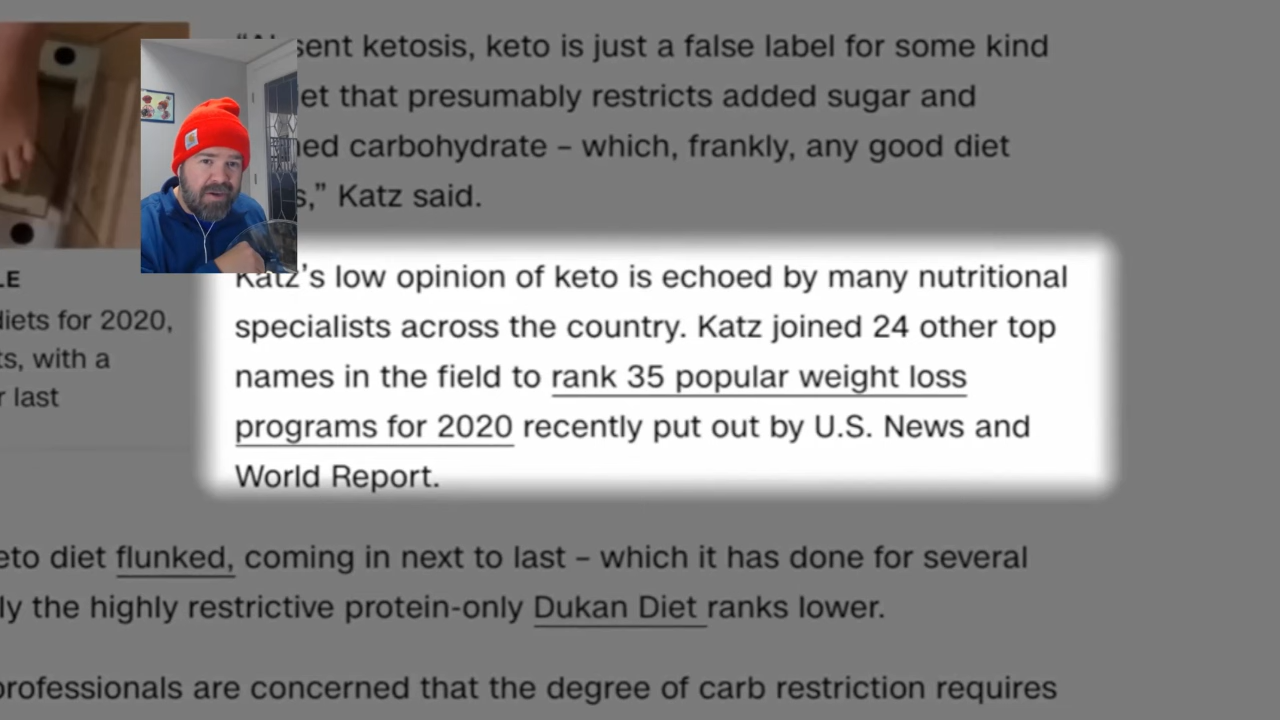 sent ketosis, keto is just a false label for some kind
et that presumably restricts added sugar and
ned carbohydrate – which, frankly, any good diet
s,” Katz said.
LE
diets for 2020,
ts, with a
r last
Katz’s low opinion of keto is echoed by many nutritional
specialists across the country. Katz joined 24 other top
names in the field to rank 35 popular weight loss
programs for 2020 recently put out by U.S. News and
World Report.
eto diet flunked, coming in next to last – which it has done for several
ly the highly restrictive protein-only Dukan Diet ranks lower.
professionals are concerned that the degree of carb restriction requires